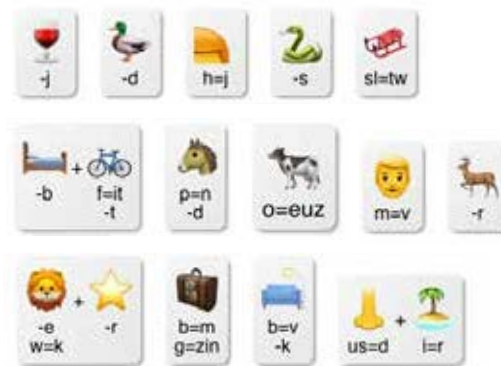 -j -d h=j -s sl=tw
+
-b f=it p=n o=euz m=v -r
-t -d
+
-e -r b=m b=v +
w=k g=zin -k us=d i=r